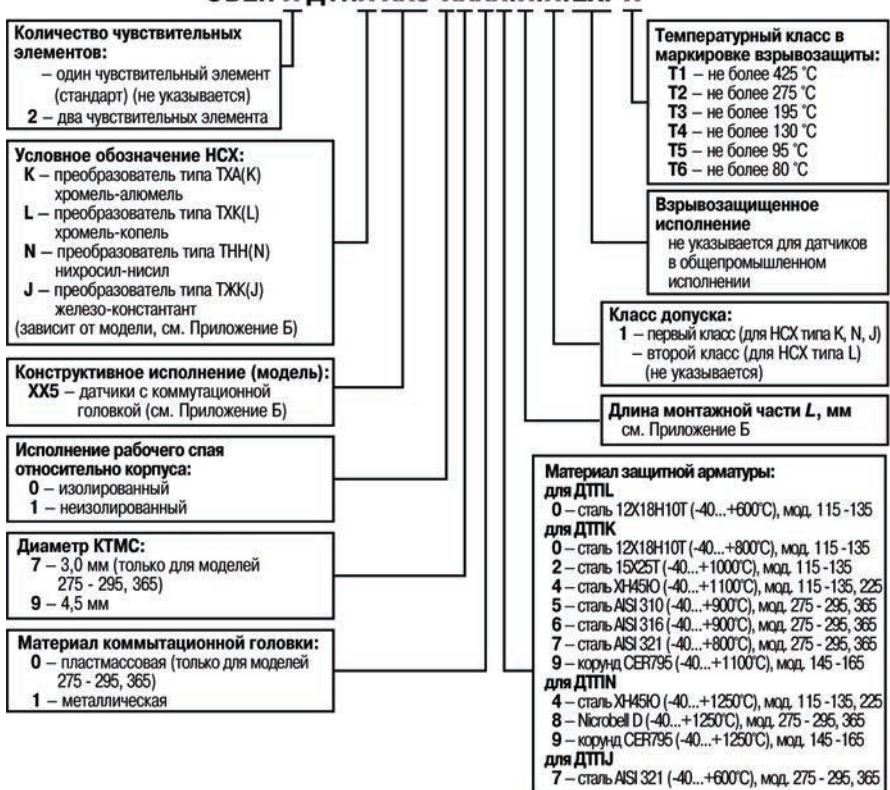 Количество чувствительных
элементов:
– один чувствительный элемент
(стандарт) (не указывается)
2 – два чувствительных элемента
Условное обозначение НСХ:
K – преобразователь типа ТХА(K)
хромель-алюмель
L – преобразователь типа ТХК(L)
хромель-копель
N – преобразователь типа ТНН(N)
нихросил-нисил
J – преобразователь типа ТЖК(J)
железо-константант
(зависит от модели, см. Приложение Б)
Конструктивное исполнение (модель):
XX5 – датчики с коммутационной
головкой (см. Приложение Б)
Исполнение рабочего спая
относительно корпуса:
0 – изолированный
1 – неизолированный
Диаметр КТМС:
7 – 3,0 мм (только для моделей
275 - 295, 365)
9 – 4,5 мм
Материал коммытационной головки:
0 – пластмассовая (только для моделей
275 - 295, 365)
1 – металлическая
Температурный класс в
маркировке взрывозащиты:
T1 – не более 425 °C
T2 – не более 275 °C
T3 – не более 195 °C
T4 – не более 130 °C
T5 – не более 95 °C
T6 – не более 80 °C
Взрывозащищенное
исполнение
не указывается для датчиков
в общепромышленном
исполнении
Класс допуска:
1 – первый класс (для НСХ типа K, N, J)
– второй класс (для НСХ типа L)
(не указывается)
Длина монтажной части L, мм
см. Приложение Б
Материал защитной арматуры:
для ДТПL
0 – сталь 12Х18Н10Т (-40...+600°C), мод. 115 -135
для ДТПK
0 – сталь 12Х18Н10Т (-40...+800°C), мод. 115 -135
2 – сталь 15Х25Т (-40...+1000°C), мод. 115 -135
4 – сталь ХН45Ю (-40...+1100°C), мод. 115 -135, 225
5 – сталь AISI 310 (-40...+900°C), мод. 275 - 295, 365
6 – сталь AISI 316 (-40...+900°C), мод. 275 - 295, 365
7 – сталь AISI 321 (-40...+800°C), мод. 275 - 295, 365
9 – корунд CER795 (-40...+1100°C), мод. 145 -165
для ДТПN
4 – сталь ХН45Ю (-40...+1250°C), мод. 115 -135, 225
8 – Nicrobell D (-40...+1250°C), мод. 275 - 295, 365
9 – корунд CER795 (-40...+1250°C), мод. 145 -165
для ДТПJ
7 – сталь AISI 321 (-40...+600°C), мод. 275 - 295, 365